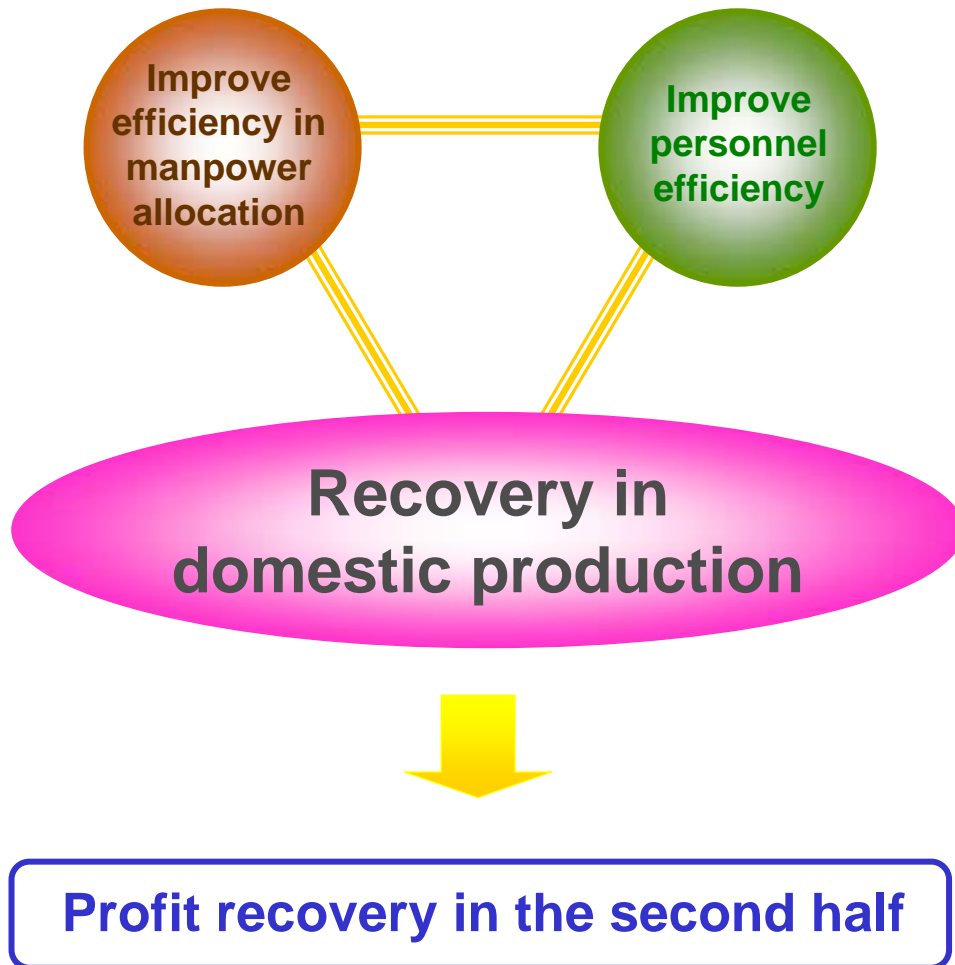 Improve
efficiency in
manpower
allocation
Improve
personnel
efficiency
Recovery in
domestic production
Profit recovery in the second half